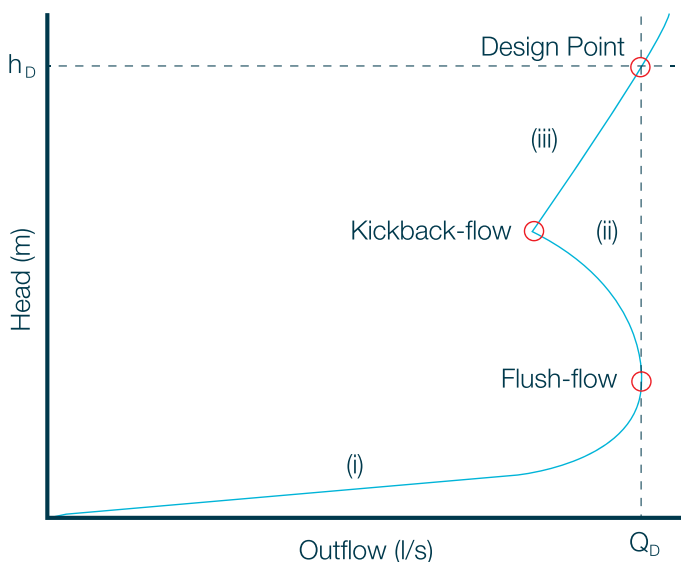 Design Point
h_D
(iii)
Kickback-flow
(ii)
Head (m)
Flush-flow
(i)
Outflow (l/s)
Q_D